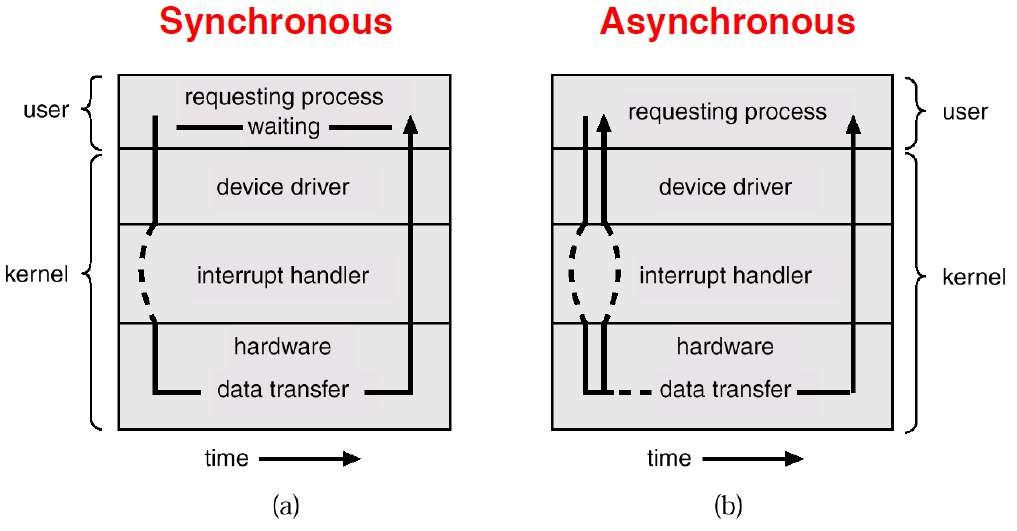 Synchronous
Asynchronous
user
requesting process
waiting
device driver
kernel
interrupt handler
hardware
data transfer
time
(a)
requesting process
user
device driver
interrupt handler
kernel
hardware
data transfer
time
(b)